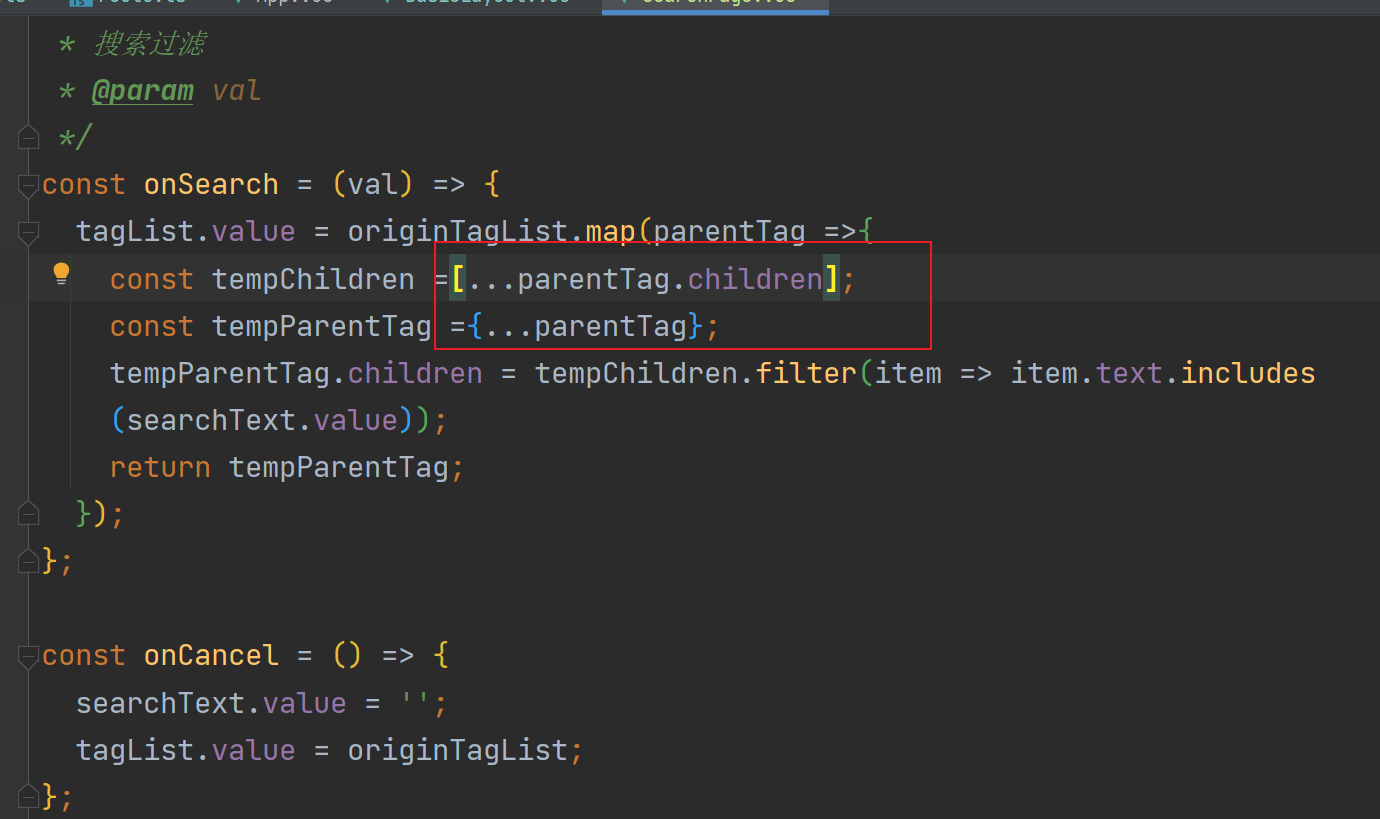 * 搜索过滤
* @param val
*/
const onSearch = (val) => {
tagList.value = originTagList.map(parentTag =>{
const tempChildren =[...parentTag.children];
const tempParentTag ={...parentTag};
tempParentTag.children = tempChildren.filter(item => item.text.includes
(searchText.value));
return tempParentTag;
});
};
const onCancel = () => {
searchText.value = '';
tagList.value = originTagList;
};